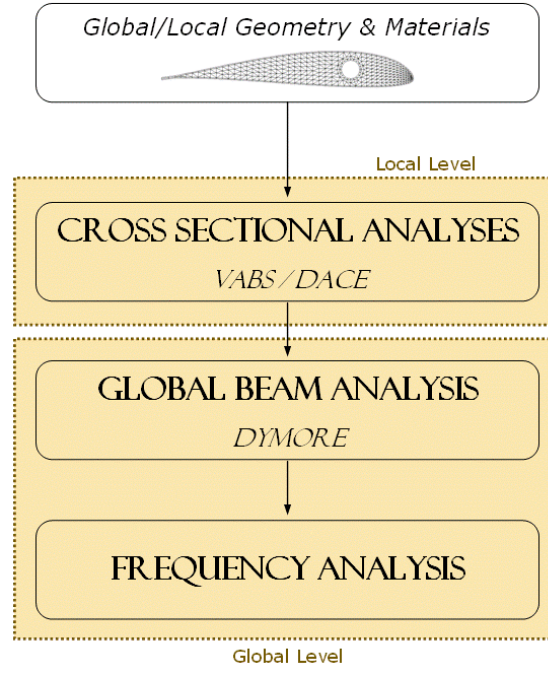 Global/Local Geometry & Materials
Local Level
CROSS SECTIONAL ANALYSES
VABS / DACE
GLOBAL BEAM ANALYSIS
DYMORE
FREQUENCY ANALYSIS
Global Level